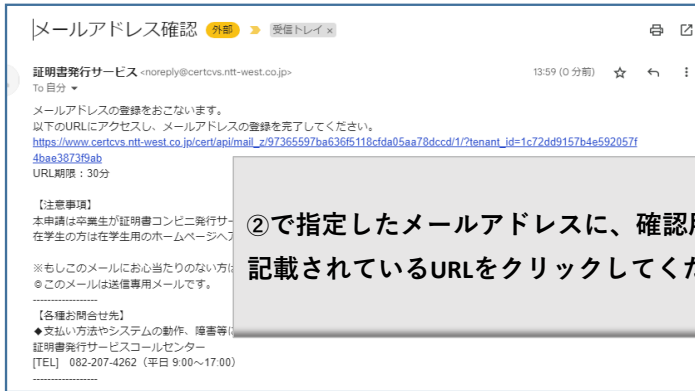 メールアドレス確認 外部 受信トレイ ×
証明書発行サービス <noreply@certcvs.ntt-west.co.jp> 13:59 (0 分前)
To 自分
メールアドレスの登録をおこないます。
以下のURLにアクセスし、メールアドレスの登録を完了してください。
https://www.certcvs.ntt-west.co.jp/cert/api/mail_z/97365597ba636f5118cfda05aa78dccd/1/?tenant_id=1c72dd9157b4e592057f
4bae3873f9ab
URL期限：30分
【注意事項】
本申請は卒業生が証明書コンビニ発行サー
在学生の方は在学生用のホームページへア
②で指定したメールアドレスに、確認
記載されているURLをクリックしてくだ
※もしこのメールにお心当たりのない方は
◎このメールは送信専用メールです。
------------------
【各種お問合せ先】
◆支払い方法やシステムの動作、障害等に
証明書発行サービスコールセンター
[TEL] 082-207-4262（平日 9:00～17:00）
------------------